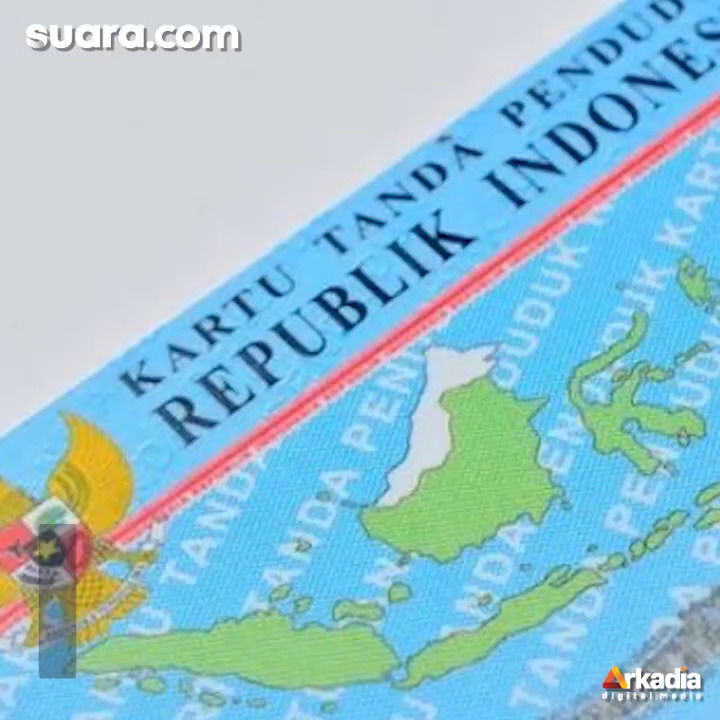 suara.com
KARTU TANDA PENDUD
REPUBLIK INDONES
Arkadia
digital media